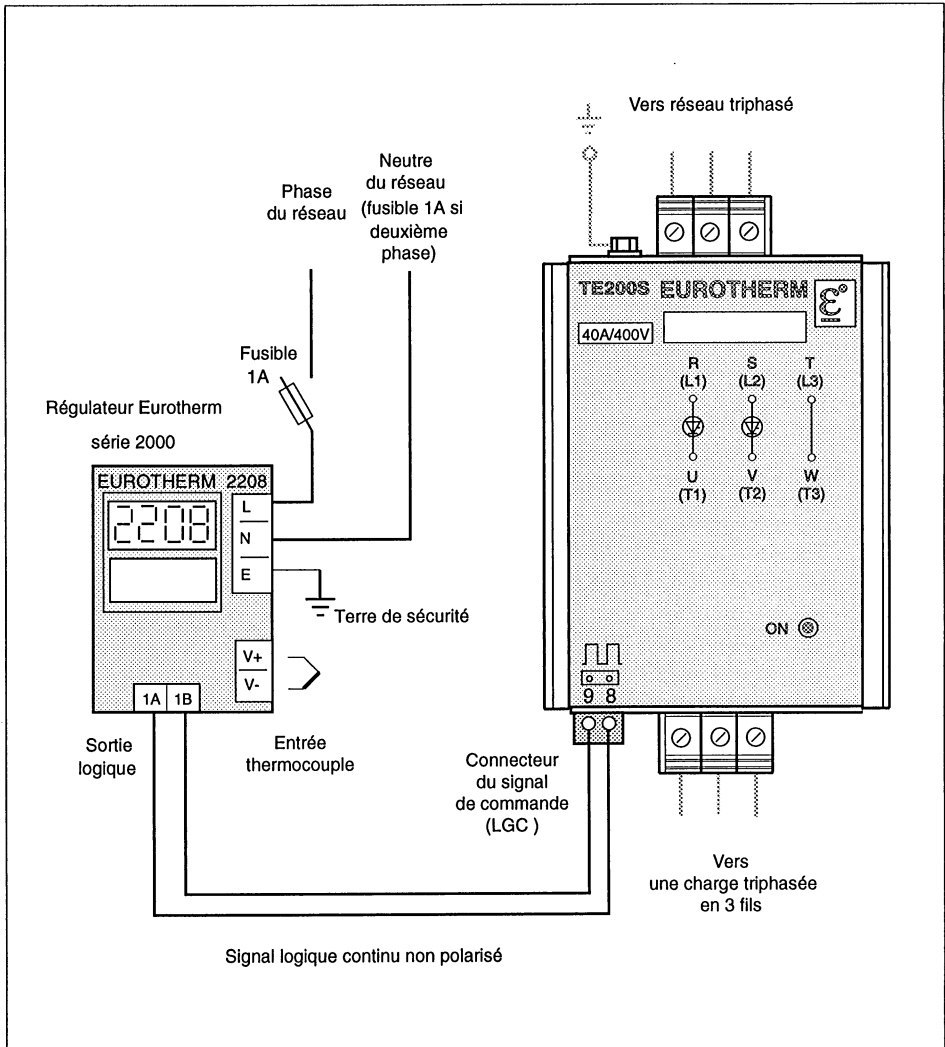 Vers réseau triphasé
Neutre
du réseau
(fusible 1A si
deuxième
phase)
Phase
du réseau
TE200S EUROTHERM
ε°
40A/400V
R
(L1)
S
(L2)
T
(L3)
U
(T1)
V
(T2)
W
(T3)
ON
9 8
Fusible
1A
Régulateur Eurotherm
série 2000
EUROTHERM 2208
2208
L
N
E
Terre de sécurité
V+
V-
1A 1B
Sortie
logique
Entrée
thermocouple
Connecteur
du signal
de commande
(LGC )
Vers
une charge triphasée
en 3 fils
Signal logique continu non polarisé